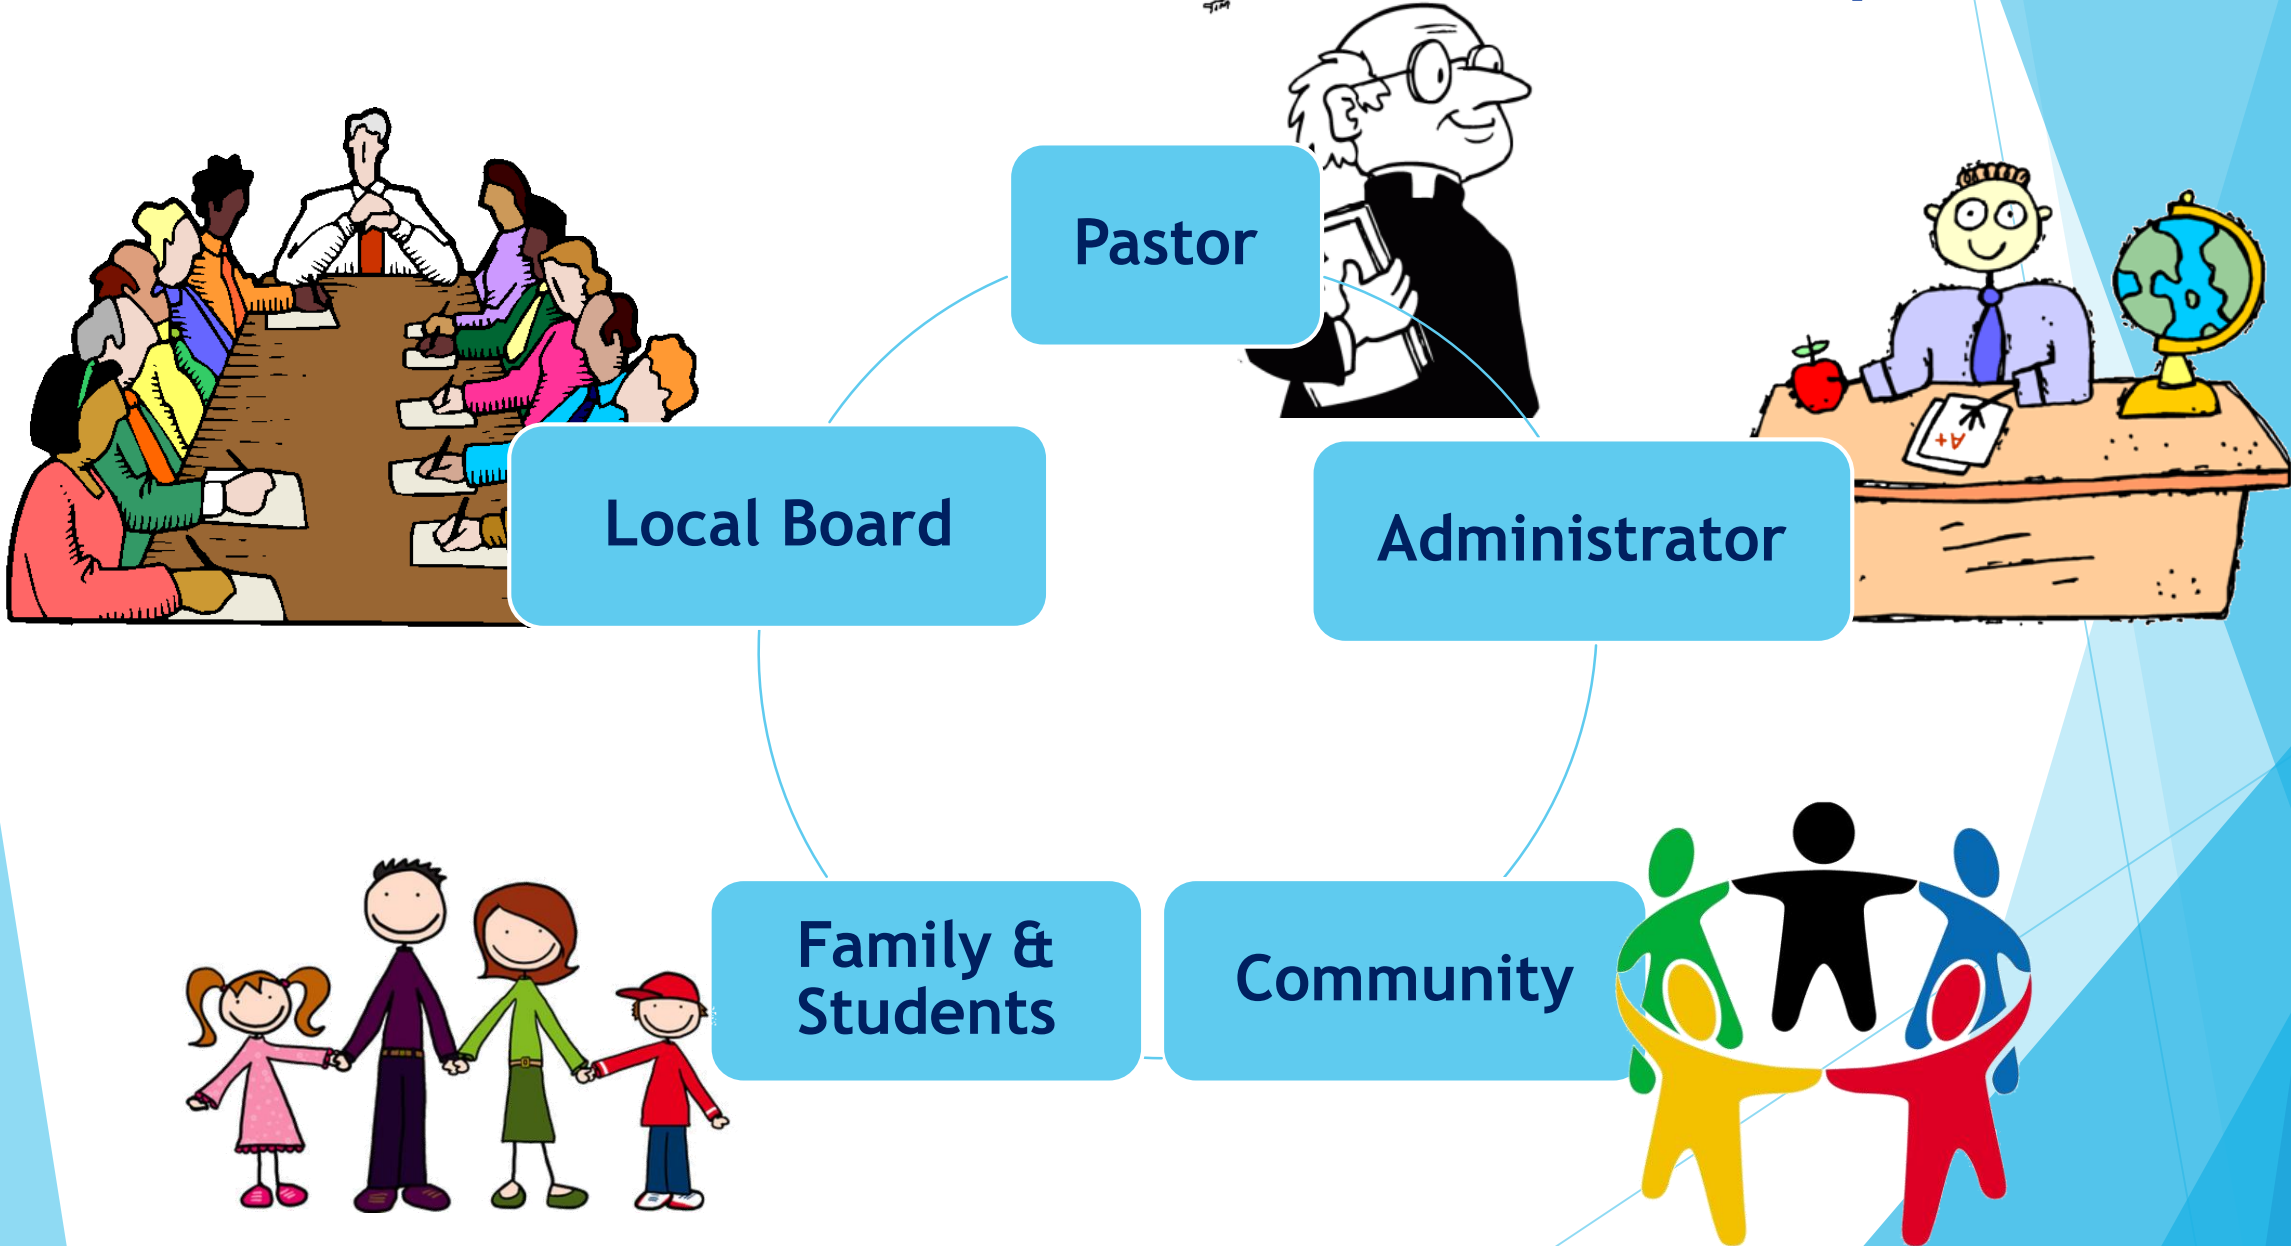 Pastor
Local Board
Administrator
A+
Family &
Students
Community